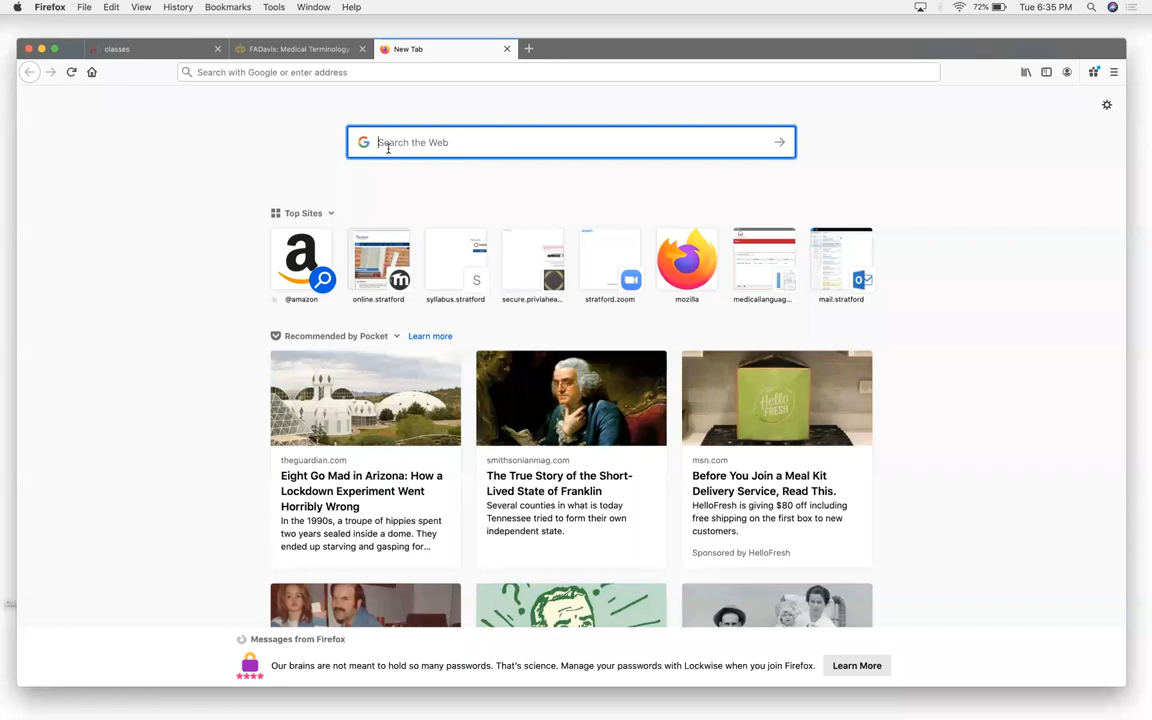 Firefox File Edit View History Bookmarks Tools Window Help 72% Tue 6:35 PM
classes FADavis: Medical Terminology New Tab
Search with Google or enter address
Search the Web
Top Sites
@amazon online.stratford syllabus.stratford secure.priviahea... stratford.zoom mozilla medicallanguag... mail.stratford
Recommended by Pocket Learn more
theguardian.com
Eight Go Mad in Arizona: How a
Lockdown Experiment Went
Horribly Wrong
In the 1990s, a troupe of hippies spent
two years sealed inside a dome. They
ended up starving and gasping for...
smithsonianmag.com
The True Story of the Short-
Lived State of Franklin
Several counties in what is today
Tennessee tried to form their own
independent state.
HELLO FRESH
msn.com
Before You Join a Meal Kit
Delivery Service, Read This.
HelloFresh is giving $80 off including
free shipping on the first box to new
customers.
Sponsored by HelloFresh
Messages from Firefox
Our brains are not meant to hold so many passwords. That's science. Manage your passwords with Lockwise when you join Firefox. Learn More